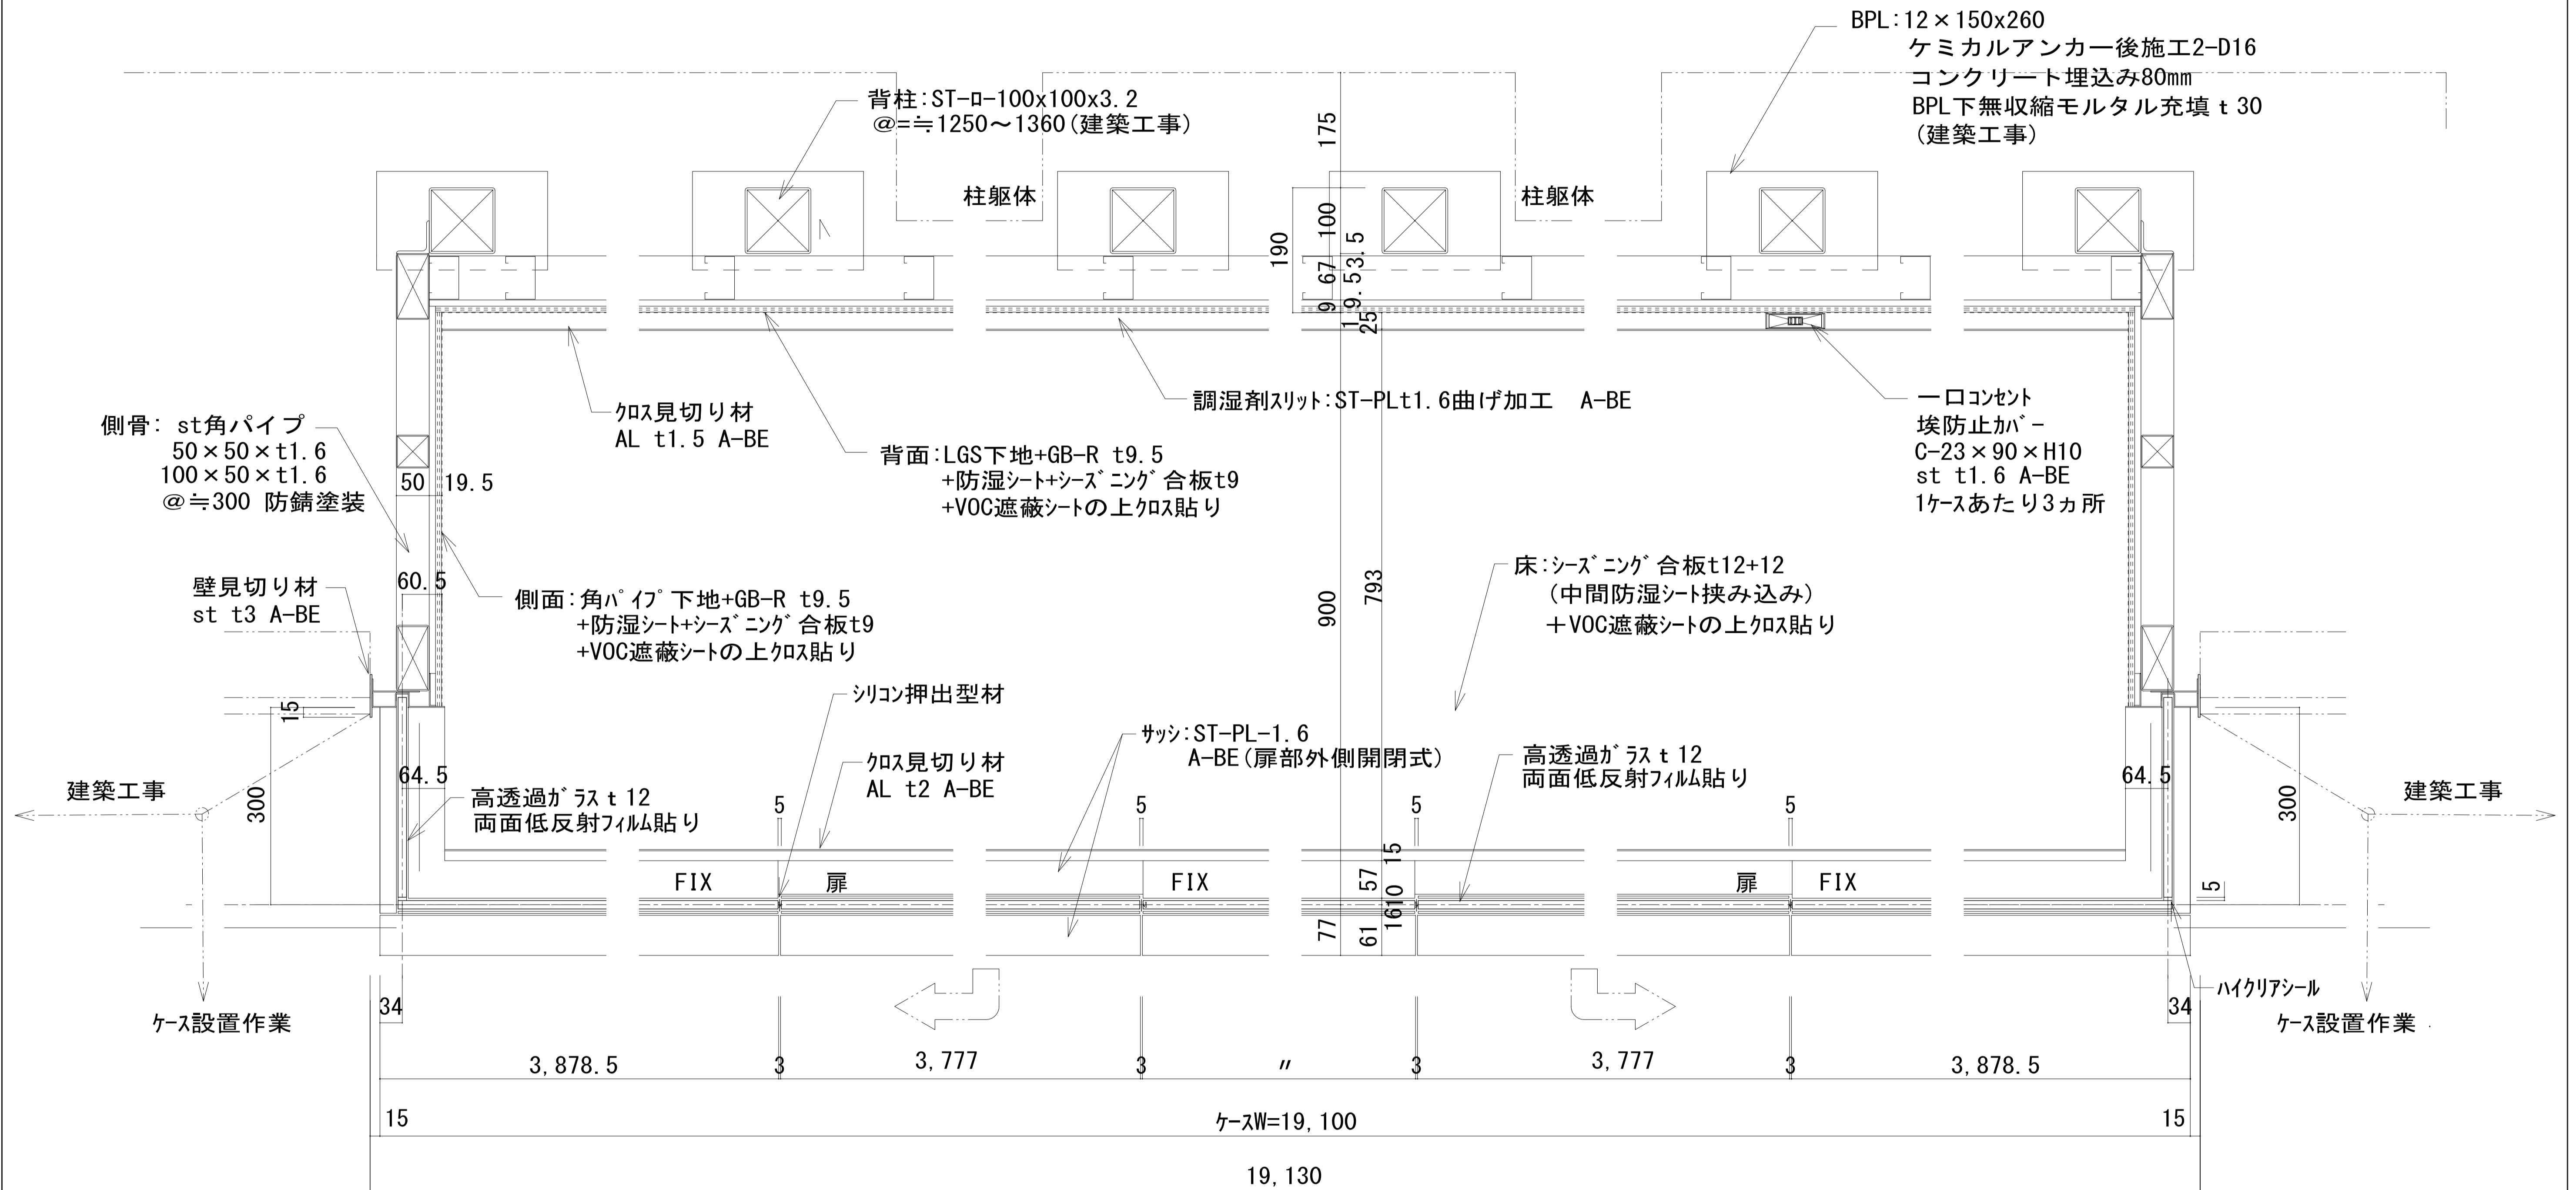 BPL:12×150x260
ケミカルアンカー後施工2-D16
コンクリート埋込み80mm
BPL下無収縮モルタル充填ｔ30
(建築工事)
背柱:ST-ロ-100x100x3.2
@=≒1250～1360(建築工事)
柱躯体
柱躯体
175
100
190
3.5
67
9.5
9
1
25
側骨: st角パイプ
50×50×t1.6
100×50×t1.6
@≒300 防錆塗装
50
19.5
ｸﾛｽ見切り材
AL t1.5 A-BE
背面:LGS下地+GB-R t9.5
+防湿ｼｰﾄ+ｼｰｽﾞﾆﾝｸﾞ合板t9
+VOC遮蔽ｼｰﾄの上ｸﾛｽ貼り
調湿剤ｽﾘｯﾄ:ST-PLt1.6曲げ加工 A-BE
一口ｺﾝｾﾝﾄ
埃防止ｶﾊﾞｰ
C-23×90×H10
st t1.6 A-BE
1ｹｰｽあたり3ヵ所
壁見切り材
st t3 A-BE
60.5
側面:角ﾊﾟｲﾌﾟ下地+GB-R t9.5
+防湿ｼｰﾄ+ｼｰｽﾞﾆﾝｸﾞ合板t9
+VOC遮蔽ｼｰﾄの上ｸﾛｽ貼り
900
793
床:ｼｰｽﾞﾆﾝｸﾞ合板t12+12
(中間防湿ｼｰﾄ挟み込み)
＋VOC遮蔽ｼｰﾄの上ｸﾛｽ貼り
ｼﾘｺﾝ押出型材
ｻｯｼ:ST-PL-1.6
A-BE(扉部外側開閉式)
ｸﾛｽ見切り材
AL t2 A-BE
高透過ｶﾞﾗｽｔ12
両面低反射ﾌｨﾙﾑ貼り
高透過ｶﾞﾗｽｔ12
両面低反射ﾌｨﾙﾑ貼り
15
300
64.5
建築工事
64.5
300
建築工事
5
5
5
5
15
FIX
扉
FIX
57
1610
扉
FIX
5
77
61
ﾊｲｸﾘｱｼｰﾙ
34
34
ｹｰｽ設置作業
ｹｰｽ設置作業
3,878.5
3
3,777
3
〃
3
3,777
3
3,878.5
15
ｹｰｽW=19,100
15
19,130